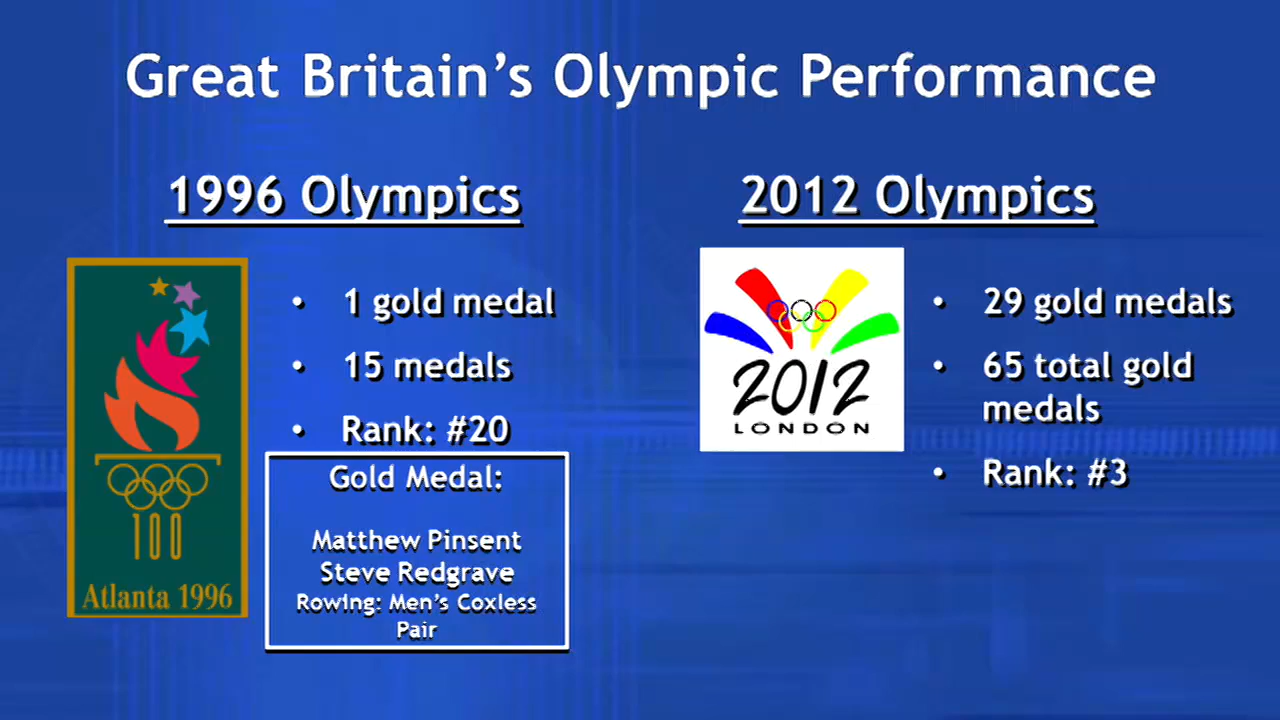 Great Britain’s Olympic Performance
1996 Olympics
• 1 gold medal
• 15 medals
• Rank: #20
Gold Medal:
Matthew Pinsent
Steve Redgrave
Rowing: Men’s Coxless
Pair
100
Atlanta 1996
2012 Olympics
2012
LONDON
• 29 gold medals
• 65 total gold
medals
• Rank: #3